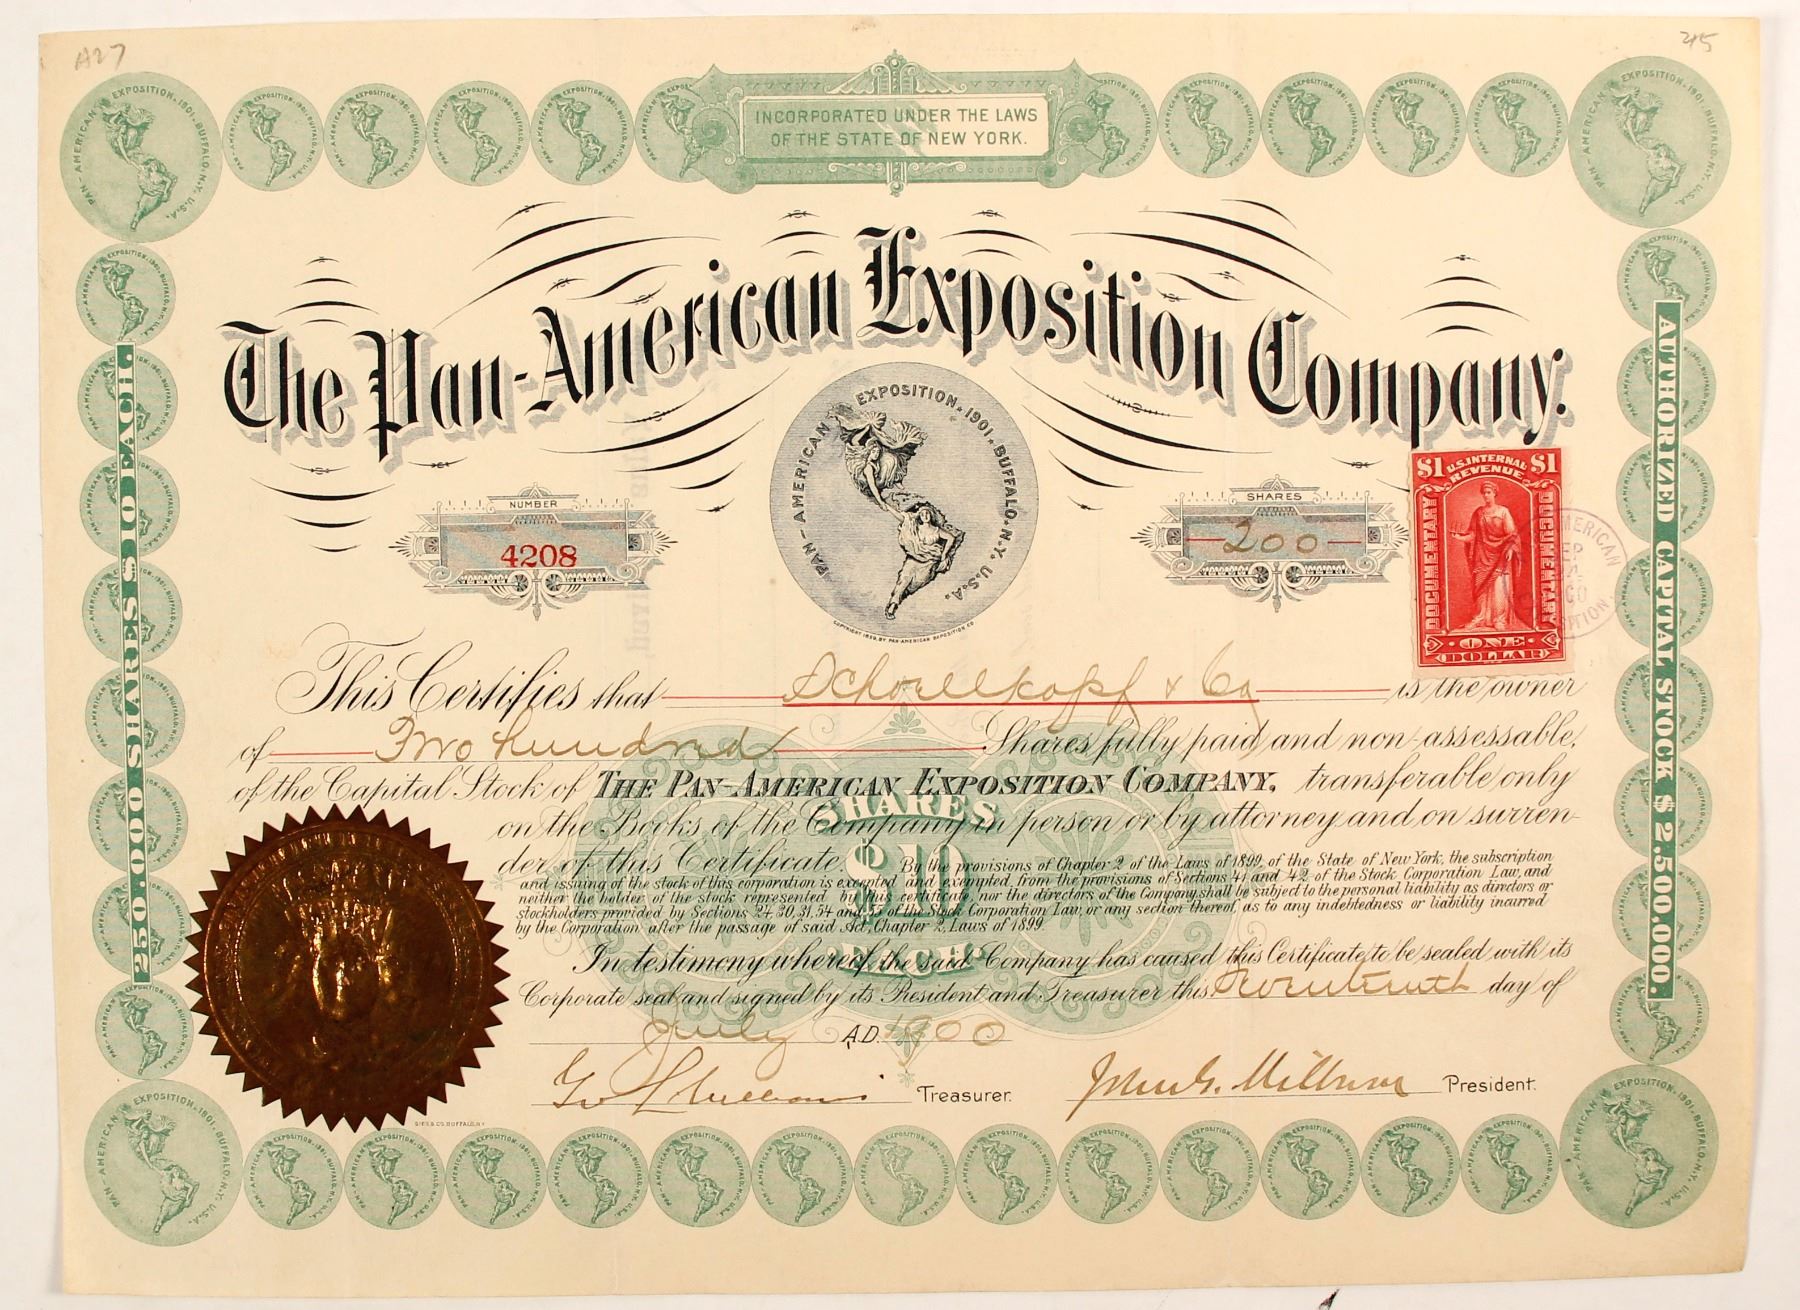 A27
215
INCORPORATED UNDER THE LAWS
OF THE STATE OF NEW YORK.
The Pan-American Exposition Company.
PAN-AMERICAN EXPOSITION. 1901. BUFFALO. N.Y. U.S.A.
COPYRIGHT 1899, BY PAN-AMERICAN EXPOSITION CO
NUMBER
4208
SHARES
200
$1 U.S. INTERNAL REVENUE $1
DOCUMENTARY
DOCUMENTARY
ONE
DOLLAR
250,000 SHARES $10 EACH.
AUTHORIZED CAPITAL STOCK $2,500,000.
This Certifies that Schoellkopf & Co is the owner
of Two hundred Shares fully paid and non-assessable,
of the Capital Stock of THE PAN-AMERICAN EXPOSITION COMPANY, transferable only
on the Books of the Company in person or by attorney and on surren-
der of this Certificate. By the provisions of Chapter 2 of the Laws of 1899, of the State of New York, the subscription
and issuing of the stock of this corporation is excepted and exempted, from the provisions of Sections 41 and 42 of the Stock Corporation Law, and
neither the holder of the stock represented by this certificate, nor the directors of the Company shall be subject to the personal liability as directors or
stockholders provided by Sections 24, 30, 31, 54 and 55 of the Stock Corporation Law, or any section thereof, as to any indebtedness or liability incurred
by the Corporation after the passage of said Act, Chapter 2, Laws of 1899.
SHARES
$10
EACH
In testimony whereof, the said Company has caused this Certificate to be sealed with its
Corporate seal and signed by its President and Treasurer this Seventeenth day of
July A.D. 1900
Geo L Williams Treasurer.
John G. Milburn President.